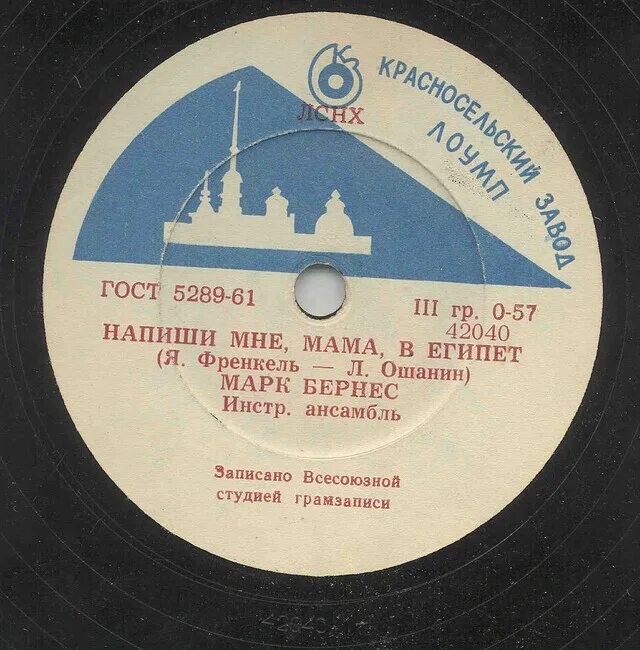 ЛСНХ
КРАСНОСЕЛЬСКИЙ ЗАВОД
ЛОУМП
ГОСТ 5289-61
III гр. 0-57
42040
НАПИШИ МНЕ, МАМА, В ЕГИПЕТ
(Я. Френкель — Л. Ошанин)
МАРК БЕРНЕС
Инстр. ансамбль
Записано Всесоюзной
студией грамзаписи